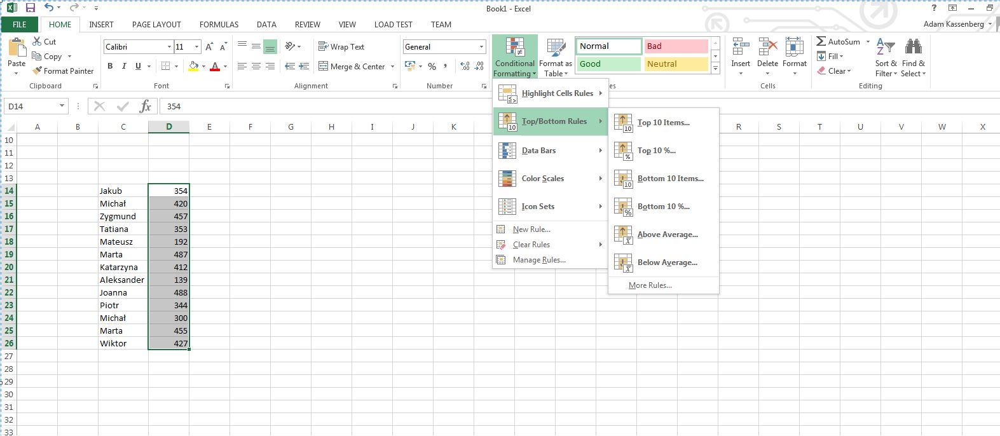 Book1 - Excel
?
FILE HOME INSERT PAGE LAYOUT FORMULAS DATA REVIEW VIEW LOAD TEST TEAM
Adam Kassenberg
Paste
Cut
Copy
Format Painter
Clipboard
Calibri 11
B I U
Font
Wrap Text
Merge & Center
Alignment
General
% ,
Number
Conditional
Formatting
Format as
Table
Normal Bad
Good Neutral
es
Insert Delete Format
Cells
AutoSum
Fill
Clear
Sort &
Filter
Find &
Select
Editing
D14
fx
354
A B C D E F G H I J K R S T U V W X
10
11
12
13
14 Jakub 354
15 Michał 420
16 Zygmund 457
17 Tatiana 353
18 Mateusz 192
19 Marta 487
20 Katarzyna 412
21 Aleksander 139
22 Joanna 488
23 Piotr 344
24 Michał 300
25 Marta 455
26 Wiktor 427
27
28
29
30
31
32
33
Highlight Cells Rules
Top/Bottom Rules
Data Bars
Color Scales
Icon Sets
New Rule...
Clear Rules
Manage Rules...
Top 10 Items...
Top 10 %...
Bottom 10 Items...
Bottom 10 %...
Above Average...
Below Average...
More Rules...